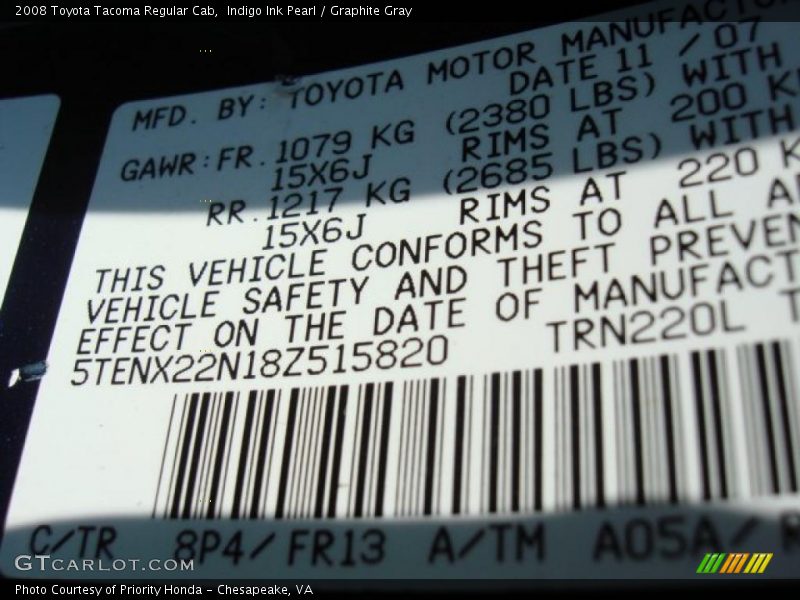 2008 Toyota Tacoma Regular Cab,  Indigo Ink Pearl / Graphite Gray
MFD. BY: TOYOTA MOTOR MANUFACTUR
DATE 11 /07
GAWR:FR.1079 KG (2380 LBS) WITH
15X6J RIMS AT 200 K
RR.1217 KG (2685 LBS) WITH
15X6J RIMS AT 220 K
THIS VEHICLE CONFORMS TO ALL A
VEHICLE SAFETY AND THEFT PREVEN
EFFECT ON THE DATE OF MANUFACT
5TENX22N18Z515820 TRN220L T
C/TR 8P4/FR13 A/TM A05A/
GTCARLOT.COM
Photo Courtesy of Priority Honda - Chesapeake, VA